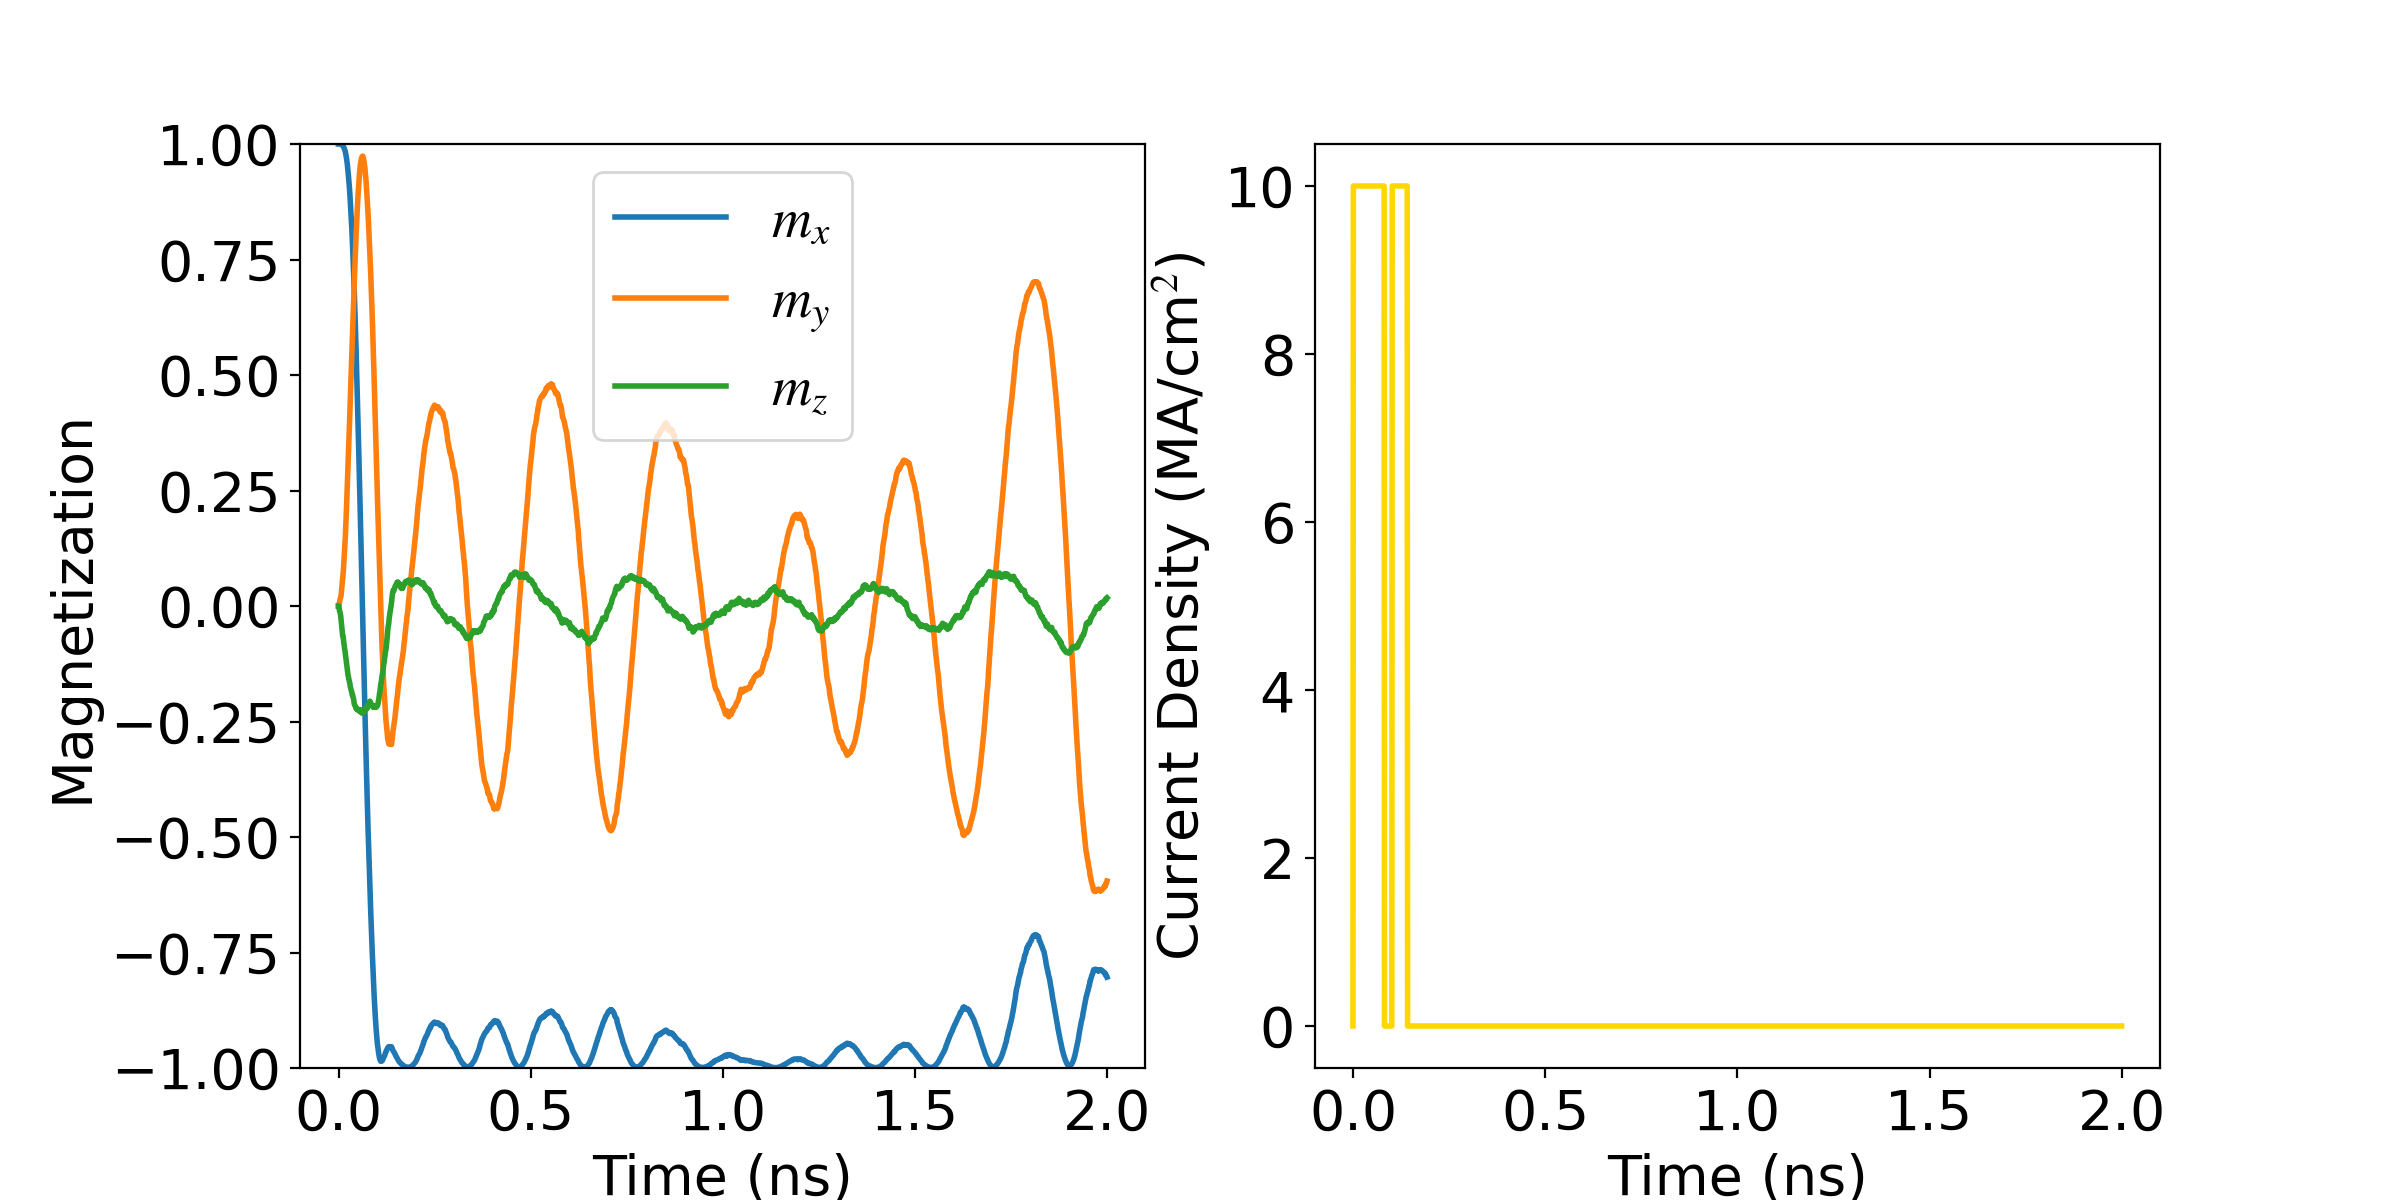 1.00
0.75
0.50
0.25
0.00
−0.25
−0.50
−0.75
−1.00
Magnetization
0.0 0.5 1.0 1.5 2.0
Time (ns)
m_x
m_y
m_z
10
8
6
4
2
0
Current Density (MA/cm²)
0.0 0.5 1.0 1.5 2.0
Time (ns)